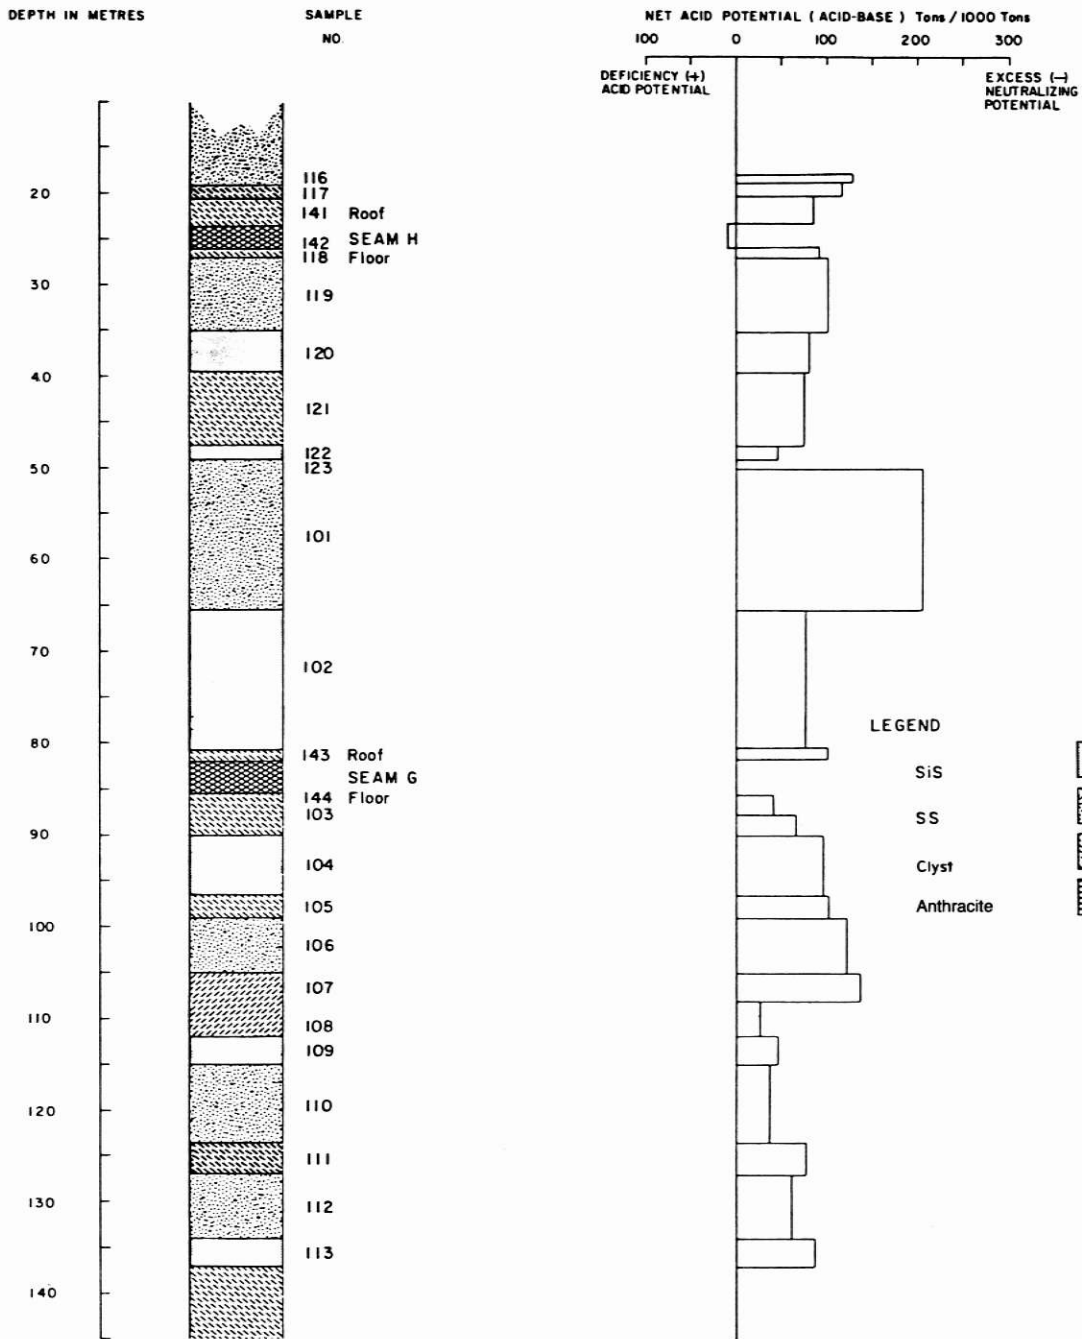 DEPTH IN METRES SAMPLE NET ACID POTENTIAL ( ACID-BASE ) Tons / 1000 Tons
NO. 100 0 100 200 300
DEFICIENCY (+) EXCESS (—)
ACID POTENTIAL NEUTRALIZING
POTENTIAL
116
20 117
141 Roof
142 SEAM H
118 Floor
30 119
120
40
121
122
50 123
101
60
70 102
LEGEND
80 143 Roof
SEAM G SiS
144 Floor
103 SS
90
104 Clyst
105 Anthracite
100
106
107
110 108
109
110
120
111
130 112
113
140